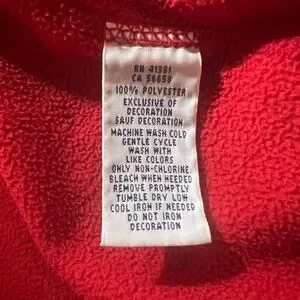 RN 41381
CA 56658
100% POLYESTER
EXCLUSIVE OF
DECORATION
SAUF DECORATION
MACHINE WASH COLD
GENTLE CYCLE
WASH WITH
LIKE COLORS
ONLY NON-CHLORINE
BLEACH WHEN NEEDED
REMOVE PROMPTLY
TUMBLE DRY LOW
COOL IRON IF NEEDED
DO NOT IRON
DECORATION